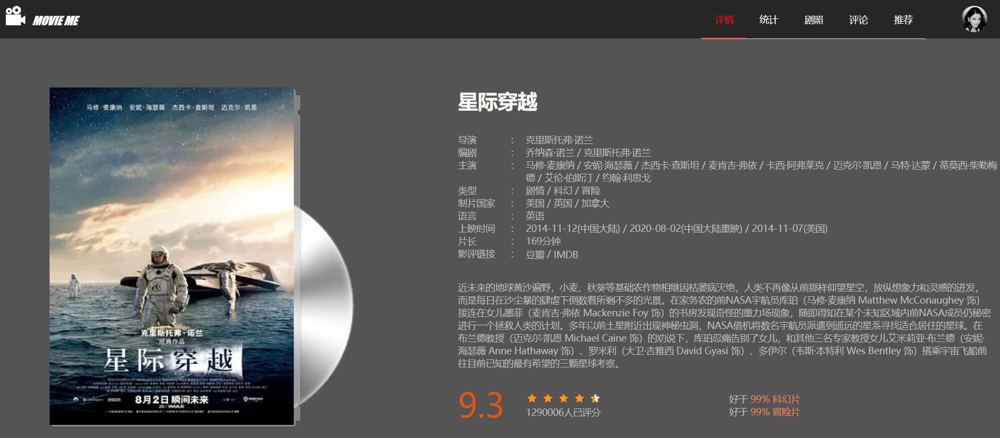 MOVIE ME
详情
统计
剧照
评论
推荐
马修·麦康纳 安妮·海瑟薇 杰西卡·查斯坦 迈克尔·凯恩
克里斯托弗·诺兰
经典作品
星际穿越
8月2日 瞬间未来
2D/IMAX
星际穿越
导演 : 克里斯托弗·诺兰
编剧 : 乔纳森·诺兰 / 克里斯托弗·诺兰
主演 : 马修·麦康纳 / 安妮·海瑟薇 / 杰西卡·查斯坦 / 麦肯吉·弗依 / 卡西·阿弗莱克 / 迈克尔·凯恩 / 马特·达蒙 / 蒂莫西·柴勒梅
德 / 艾伦·伯斯汀 / 约翰·利思戈
类型 : 剧情 / 科幻 / 冒险
制片国家 : 美国 / 英国 / 加拿大
语言 : 英语
上映时间 : 2014-11-12(中国大陆) / 2020-08-02(中国大陆重映) / 2014-11-07(美国)
片长 : 169分钟
影评链接 : 豆瓣 / IMDB
近未来的地球黄沙遍野，小麦、秋葵等基础农作物相继因枯萎病灭绝，人类不再像从前那样仰望星空，放纵想象力和灵感的迸发，
而是每日在沙尘暴的肆虐下倒数着所剩不多的光景。在家务农的前NASA宇航员库珀（马修·麦康纳 Matthew McConaughey 饰）
接连在女儿墨菲（麦肯吉·弗依 Mackenzie Foy 饰）的书房发现奇怪的重力场现象，随即得知在某个未知区域内前NASA成员仍秘密
进行一个拯救人类的计划。多年以前土星附近出现神秘虫洞，NASA借机将数名宇航员派遣到遥远的星系寻找适合居住的星球。在
布兰德教授（迈克尔·凯恩 Michael Caine 饰）的劝说下，库珀忍痛告别了女儿，和其他三名专家教授女儿艾米莉亚·布兰德（安妮·
海瑟薇 Anne Hathaway 饰）、罗米利（大卫·吉雅西 David Gyasi 饰）、多伊尔（韦斯·本特利 Wes Bentley 饰）搭乘宇宙飞船前
往目前已知的最有希望的三颗星球考察。
9.3
1290006人已评分
好于 99% 科幻片
好于 99% 冒险片